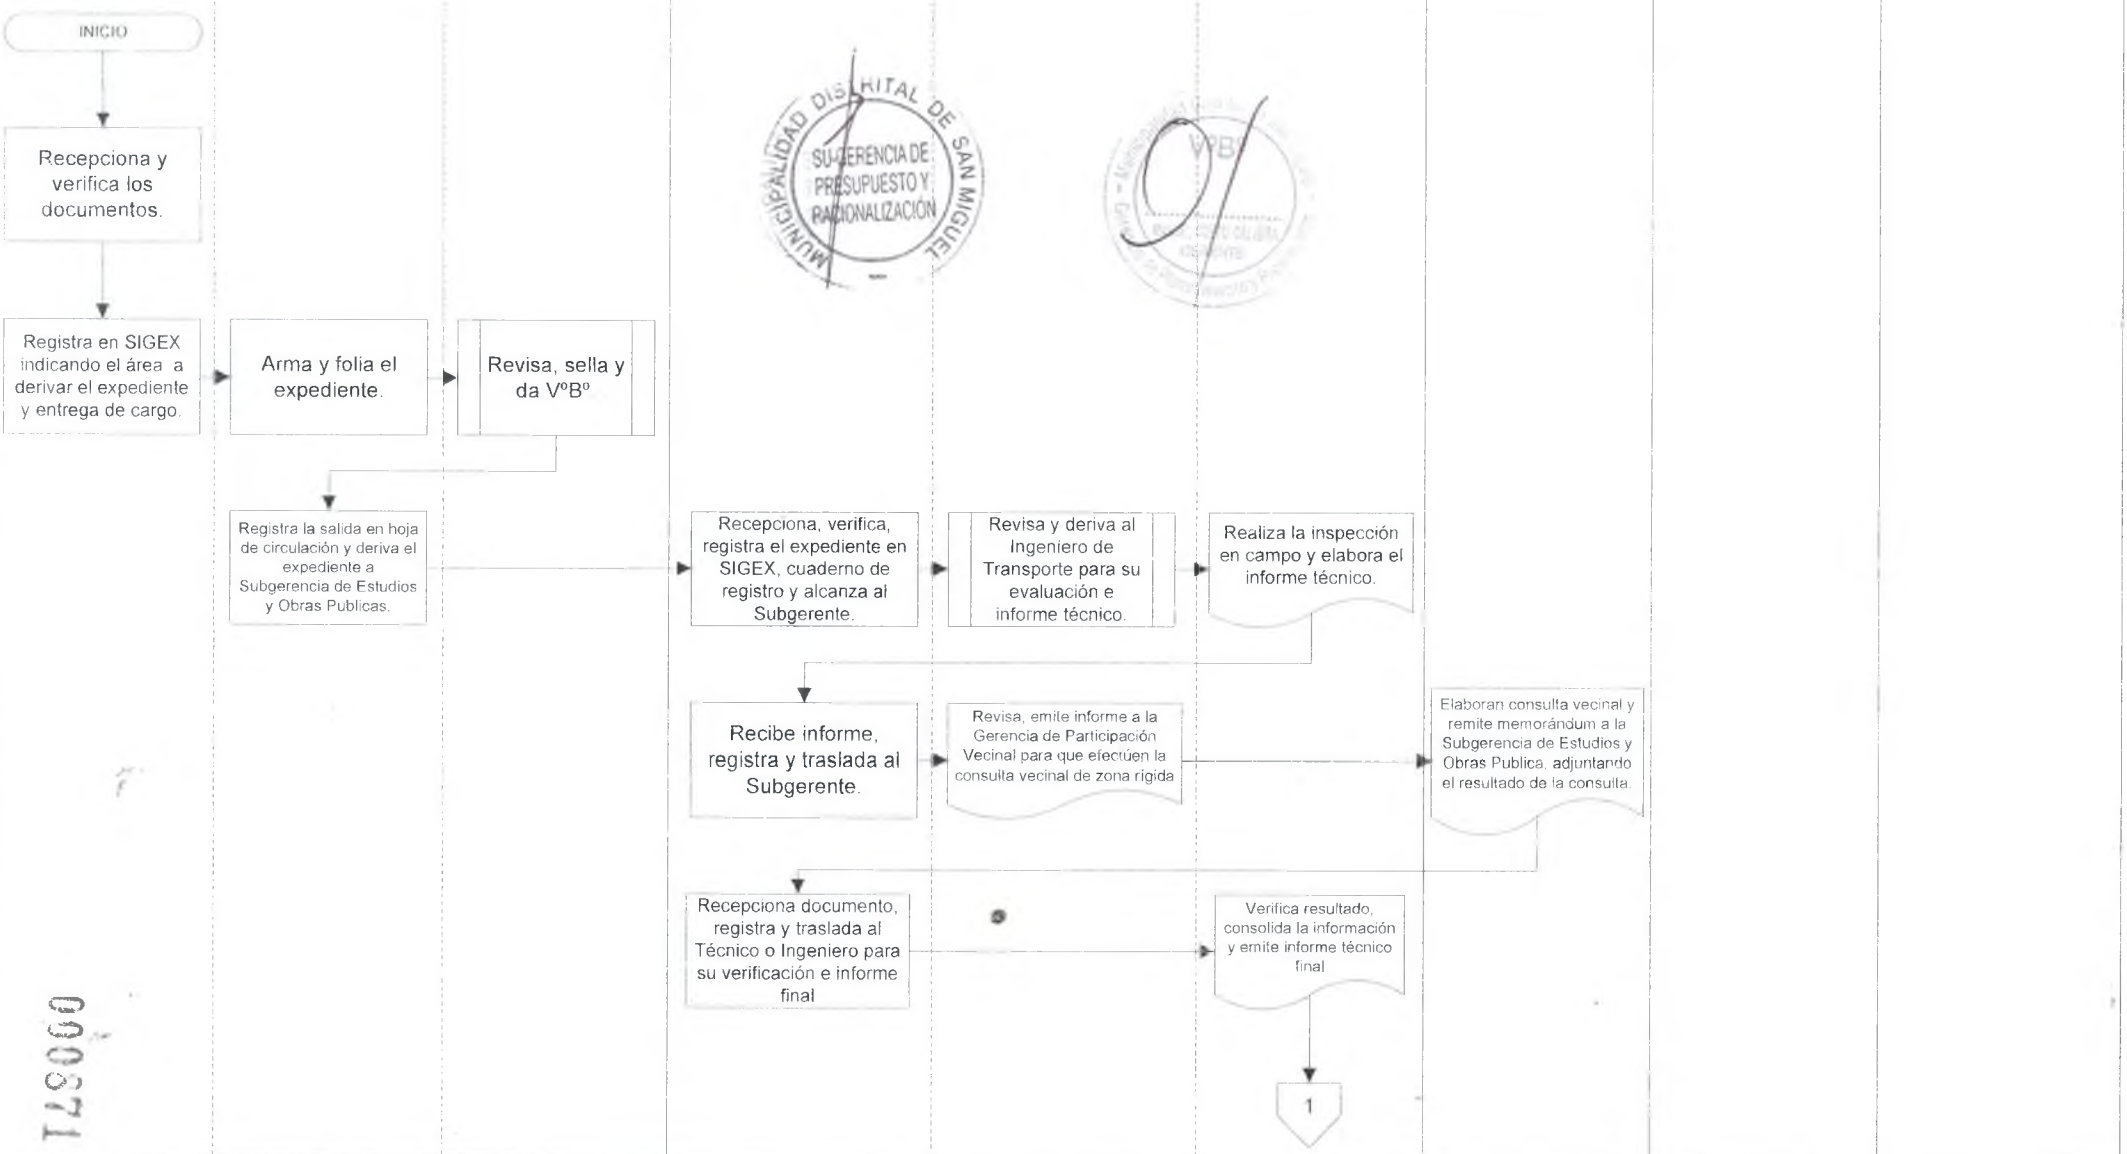 INICIO
Recepciona y
verifica los
documentos.
MUNICIPALIDAD DISTRITAL DE SAN MIGUEL
SUBGERENCIA DE
PRESUPUESTO Y
RACIONALIZACIÓN
VºBº
Registra en SIGEX
indicando el área a
derivar el expediente
y entrega de cargo.
Arma y folia el
expediente.
Revisa, sella y
da VºBº
Registra la salida en hoja
de circulación y deriva el
expediente a
Subgerencia de Estudios
y Obras Publicas.
Recepciona, verifica,
registra el expediente en
SIGEX, cuaderno de
registro y alcanza al
Subgerente.
Revisa y deriva al
Ingeniero de
Transporte para su
evaluación e
informe técnico.
Realiza la inspección
en campo y elabora el
informe técnico.
Recibe informe,
registra y traslada al
Subgerente.
Revisa, emite informe a la
Gerencia de Participación
Vecinal para que efectúen la
consulta vecinal de zona rígida
Elaboran consulta vecinal y
remite memorándum a la
Subgerencia de Estudios y
Obras Publica, adjuntando
el resultado de la consulta.
Recepciona documento,
registra y traslada al
Técnico o Ingeniero para
su verificación e informe
final
Verifica resultado,
consolida la información
y emite informe técnico
final
1
000871